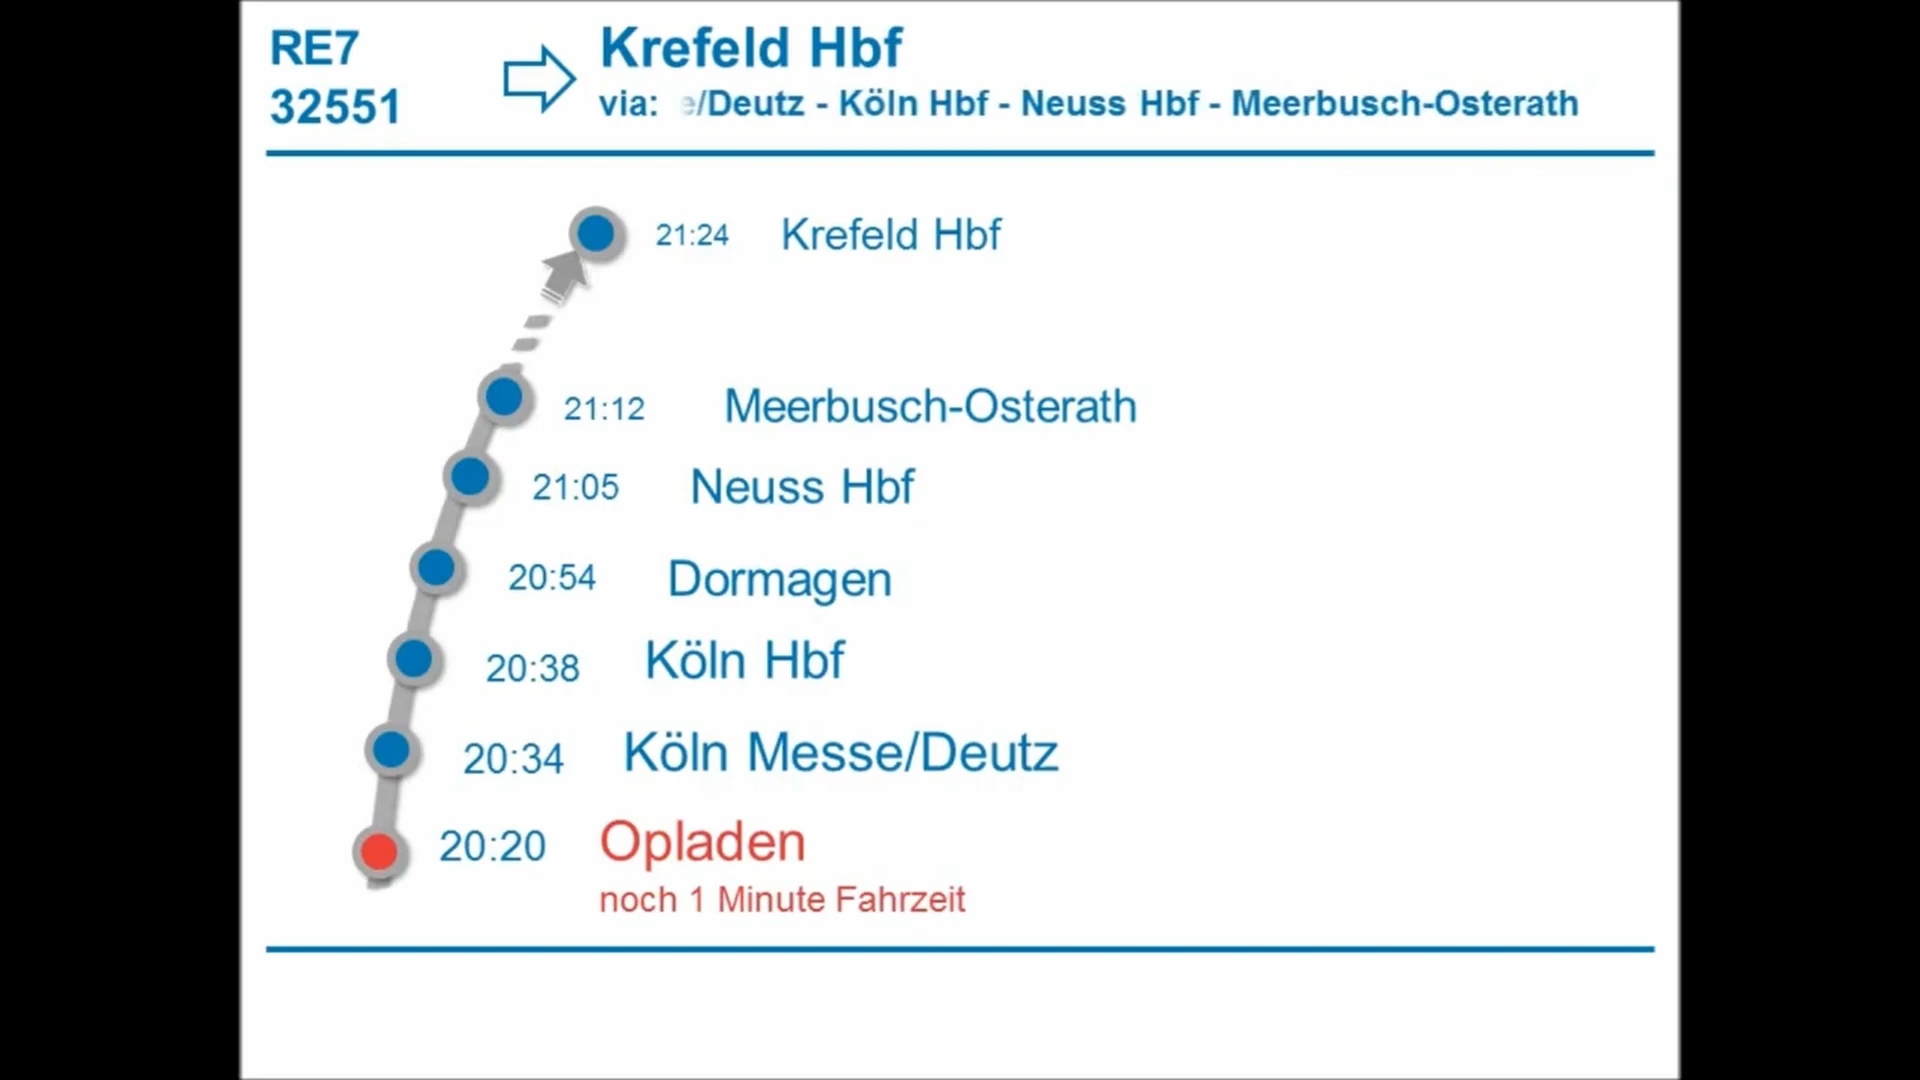 RE7
32551
Krefeld Hbf
via: e/Deutz - Köln Hbf - Neuss Hbf - Meerbusch-Osterath
21:24 Krefeld Hbf
21:12 Meerbusch-Osterath
21:05 Neuss Hbf
20:54 Dormagen
20:38 Köln Hbf
20:34 Köln Messe/Deutz
20:20 Opladen
noch 1 Minute Fahrzeit